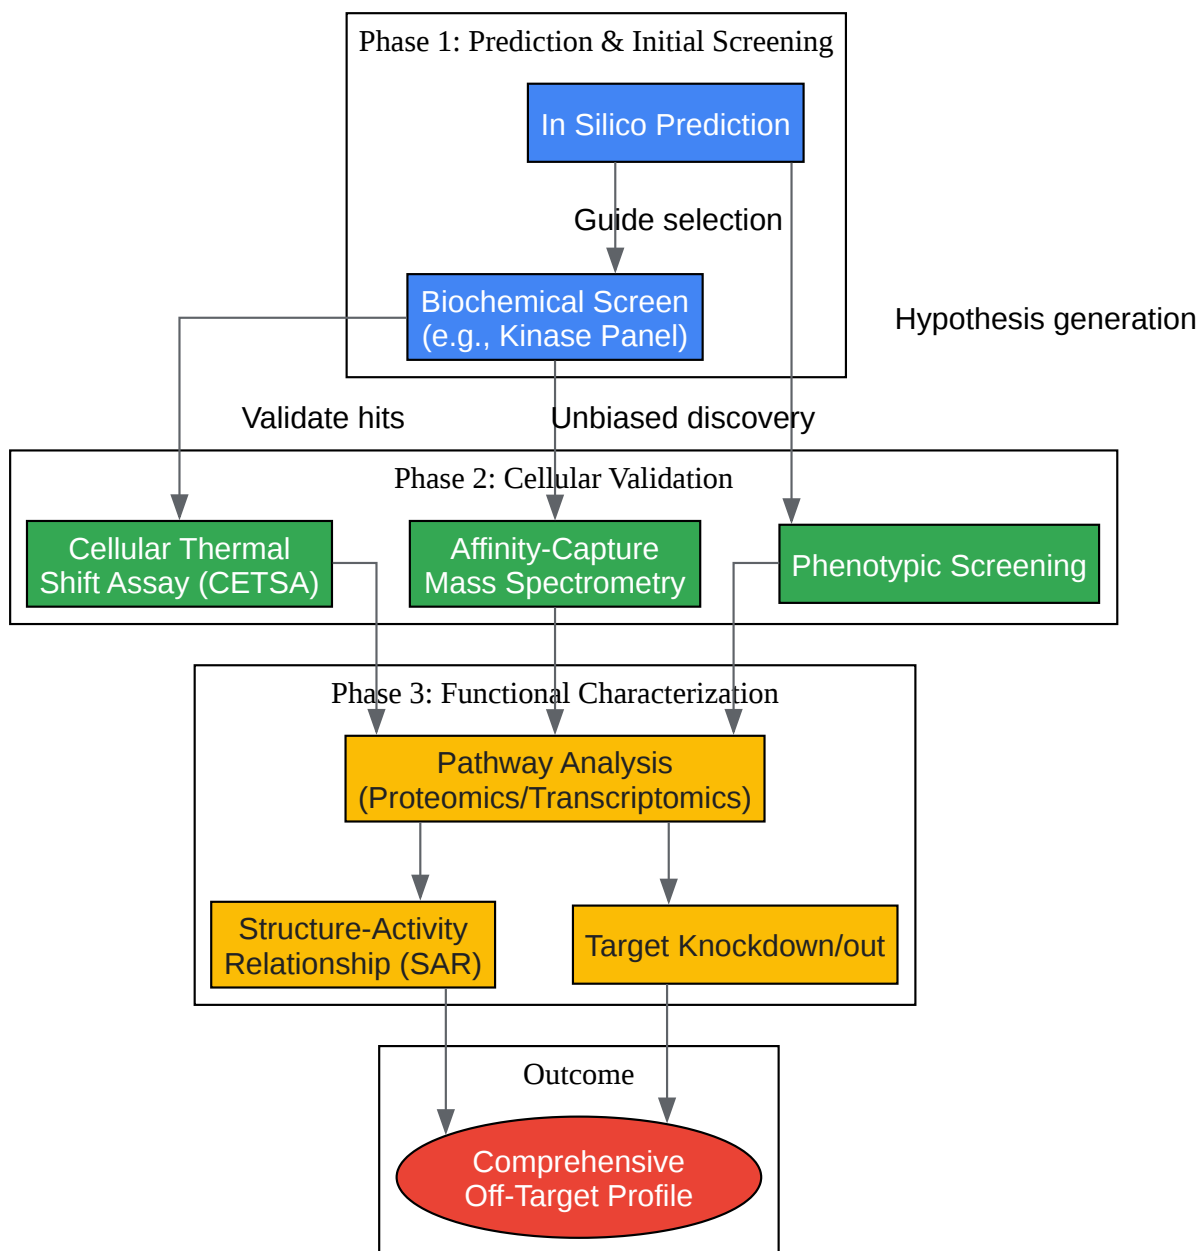 Phase 1: Prediction & Initial Screening
In Silico Prediction
Guide selection
Biochemical Screen
(e.g., Kinase Panel)
Hypothesis generation
Validate hits
Unbiased discovery
Phase 2: Cellular Validation
Cellular Thermal
Shift Assay (CETSA)
Affinity-Capture
Mass Spectrometry
Phenotypic Screening
Phase 3: Functional Characterization
Pathway Analysis
(Proteomics/Transcriptomics)
Structure-Activity
Relationship (SAR)
Target Knockdown/out
Outcome
Comprehensive
Off-Target Profile